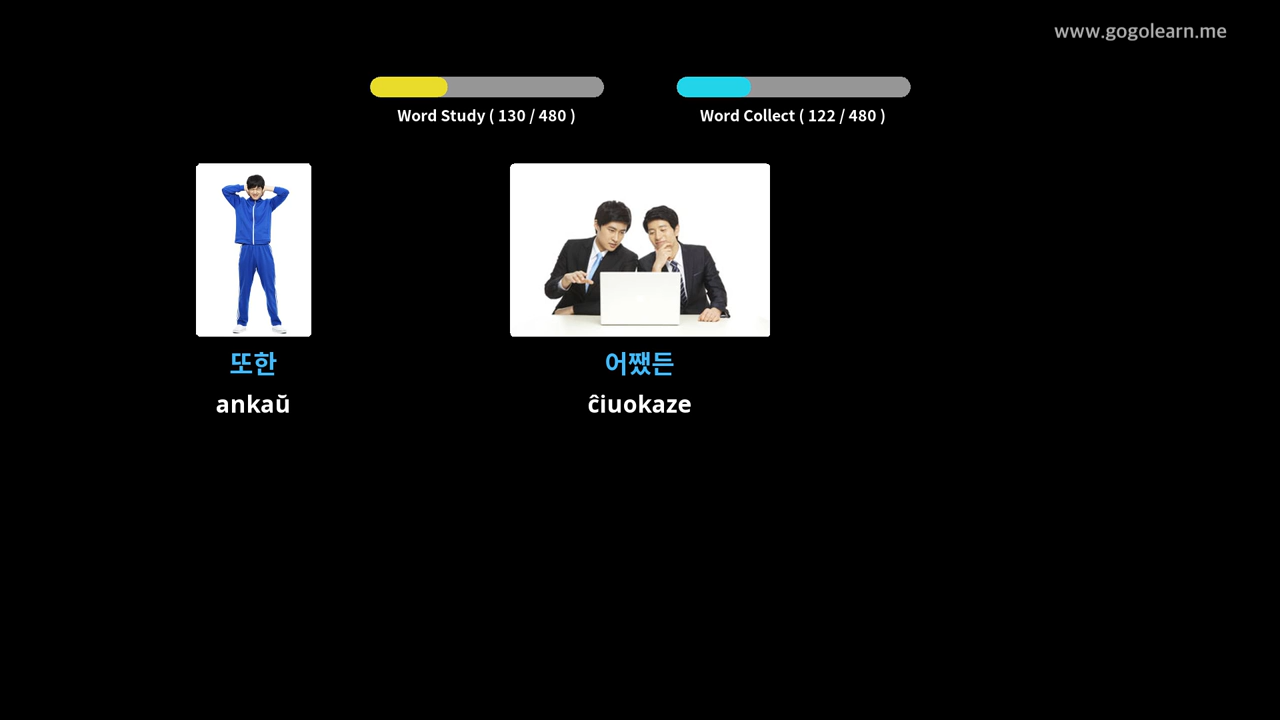 www.gogolearn.me
Word Study ( 130 / 480 )
Word Collect ( 122 / 480 )
또한
ankaŭ
어쨌든
ĉiuokaze